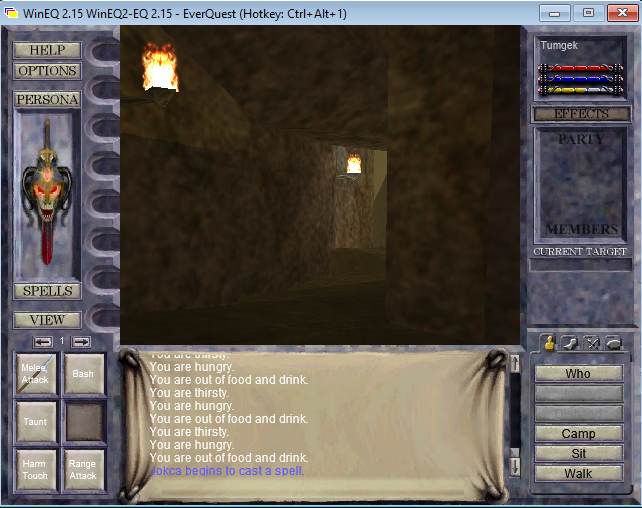 WinEQ 2.15 WinEQ2-EQ 2.15 - EverQuest (Hotkey: Ctrl+Alt+1)
HELP
OPTIONS
PERSONA
SPELLS
VIEW
1
Melee
Attack
Bash
Taunt
Harm
Touch
Range
Attack
You are thirsty.
You are hungry.
You are out of food and drink.
You are thirsty.
You are hungry.
You are out of food and drink.
You are thirsty.
You are hungry.
You are out of food and drink.
Jokca begins to cast a spell.
Tumgek
EFFECTS
PARTY
MEMBERS
CURRENT TARGET
Who
Camp
Sit
Walk